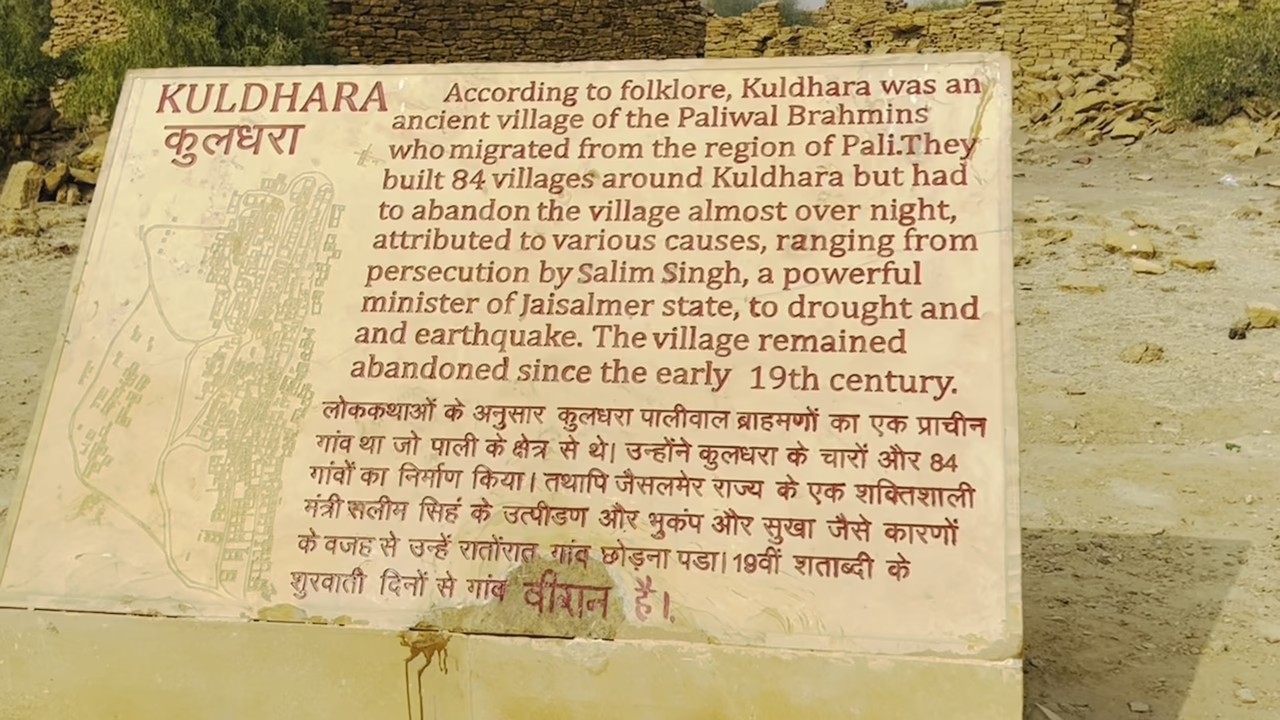 KULDHARA
कुलधरा
According to folklore, Kuldhara was an
ancient village of the Paliwal Brahmins
who migrated from the region of Pali.They
built 84 villages around Kuldhara but had
to abandon the village almost over night,
attributed to various causes, ranging from
persecution by Salim Singh, a powerful
minister of Jaisalmer state, to drought and
and earthquake. The village remained
abandoned since the early 19th century.
लोककथाओं के अनुसार कुलधरा पालीवाल ब्राहमणों का एक प्राचीन
गांव था जो पाली के क्षेत्र से थे। उन्होंने कुलधरा के चारों और 84
गांवों का निर्माण किया। तथापि जैसलमेर राज्य के एक शक्तिशाली
मंत्री सलीम सिहं के उत्पीडण और भुकंप और सुखा जैसे कारणों
के वजह से उन्हें रातोंरात गांव छोड़ना पडा। 19वीं शताब्दी के
शुरवाती दिनों से गांव वीरान है।